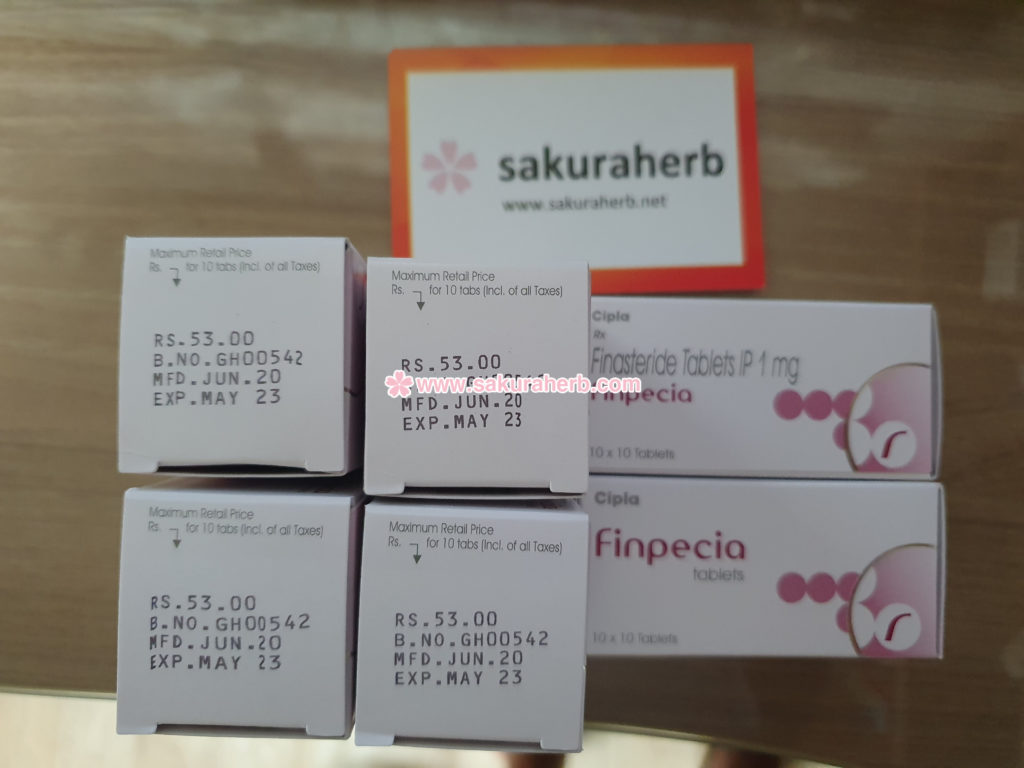 sakuraherb
www.sakuraherb.net
Maximum Retail Price
Rs. for 10 tabs (Incl. of all Taxes)
RS.53.00
B.NO.GH00542
MFD.JUN.20
EXP.MAY 23
Maximum Retail Price
Rs. for 10 tabs (Incl. of all Taxes)
RS.53.00
www.sakuraherb.com
MFD.JUN.20
EXP.MAY 23
Cipla
Rx
Finasteride Tablets IP 1 mg
Finpecia
10 x 10 Tablets
Maximum Retail Price
Rs. for 10 tabs (Incl. of all Taxes)
RS.53.00
B.NO.GH00542
MFD.JUN.20
EXP.MAY 23
Maximum Retail Price
Rs. for 10 tabs (Incl. of all Taxes)
RS.53.00
B.NO.GH00542
MFD.JUN.20
EXP.MAY 23
Cipla
Finpecia
tablets
10 x 10 Tablets